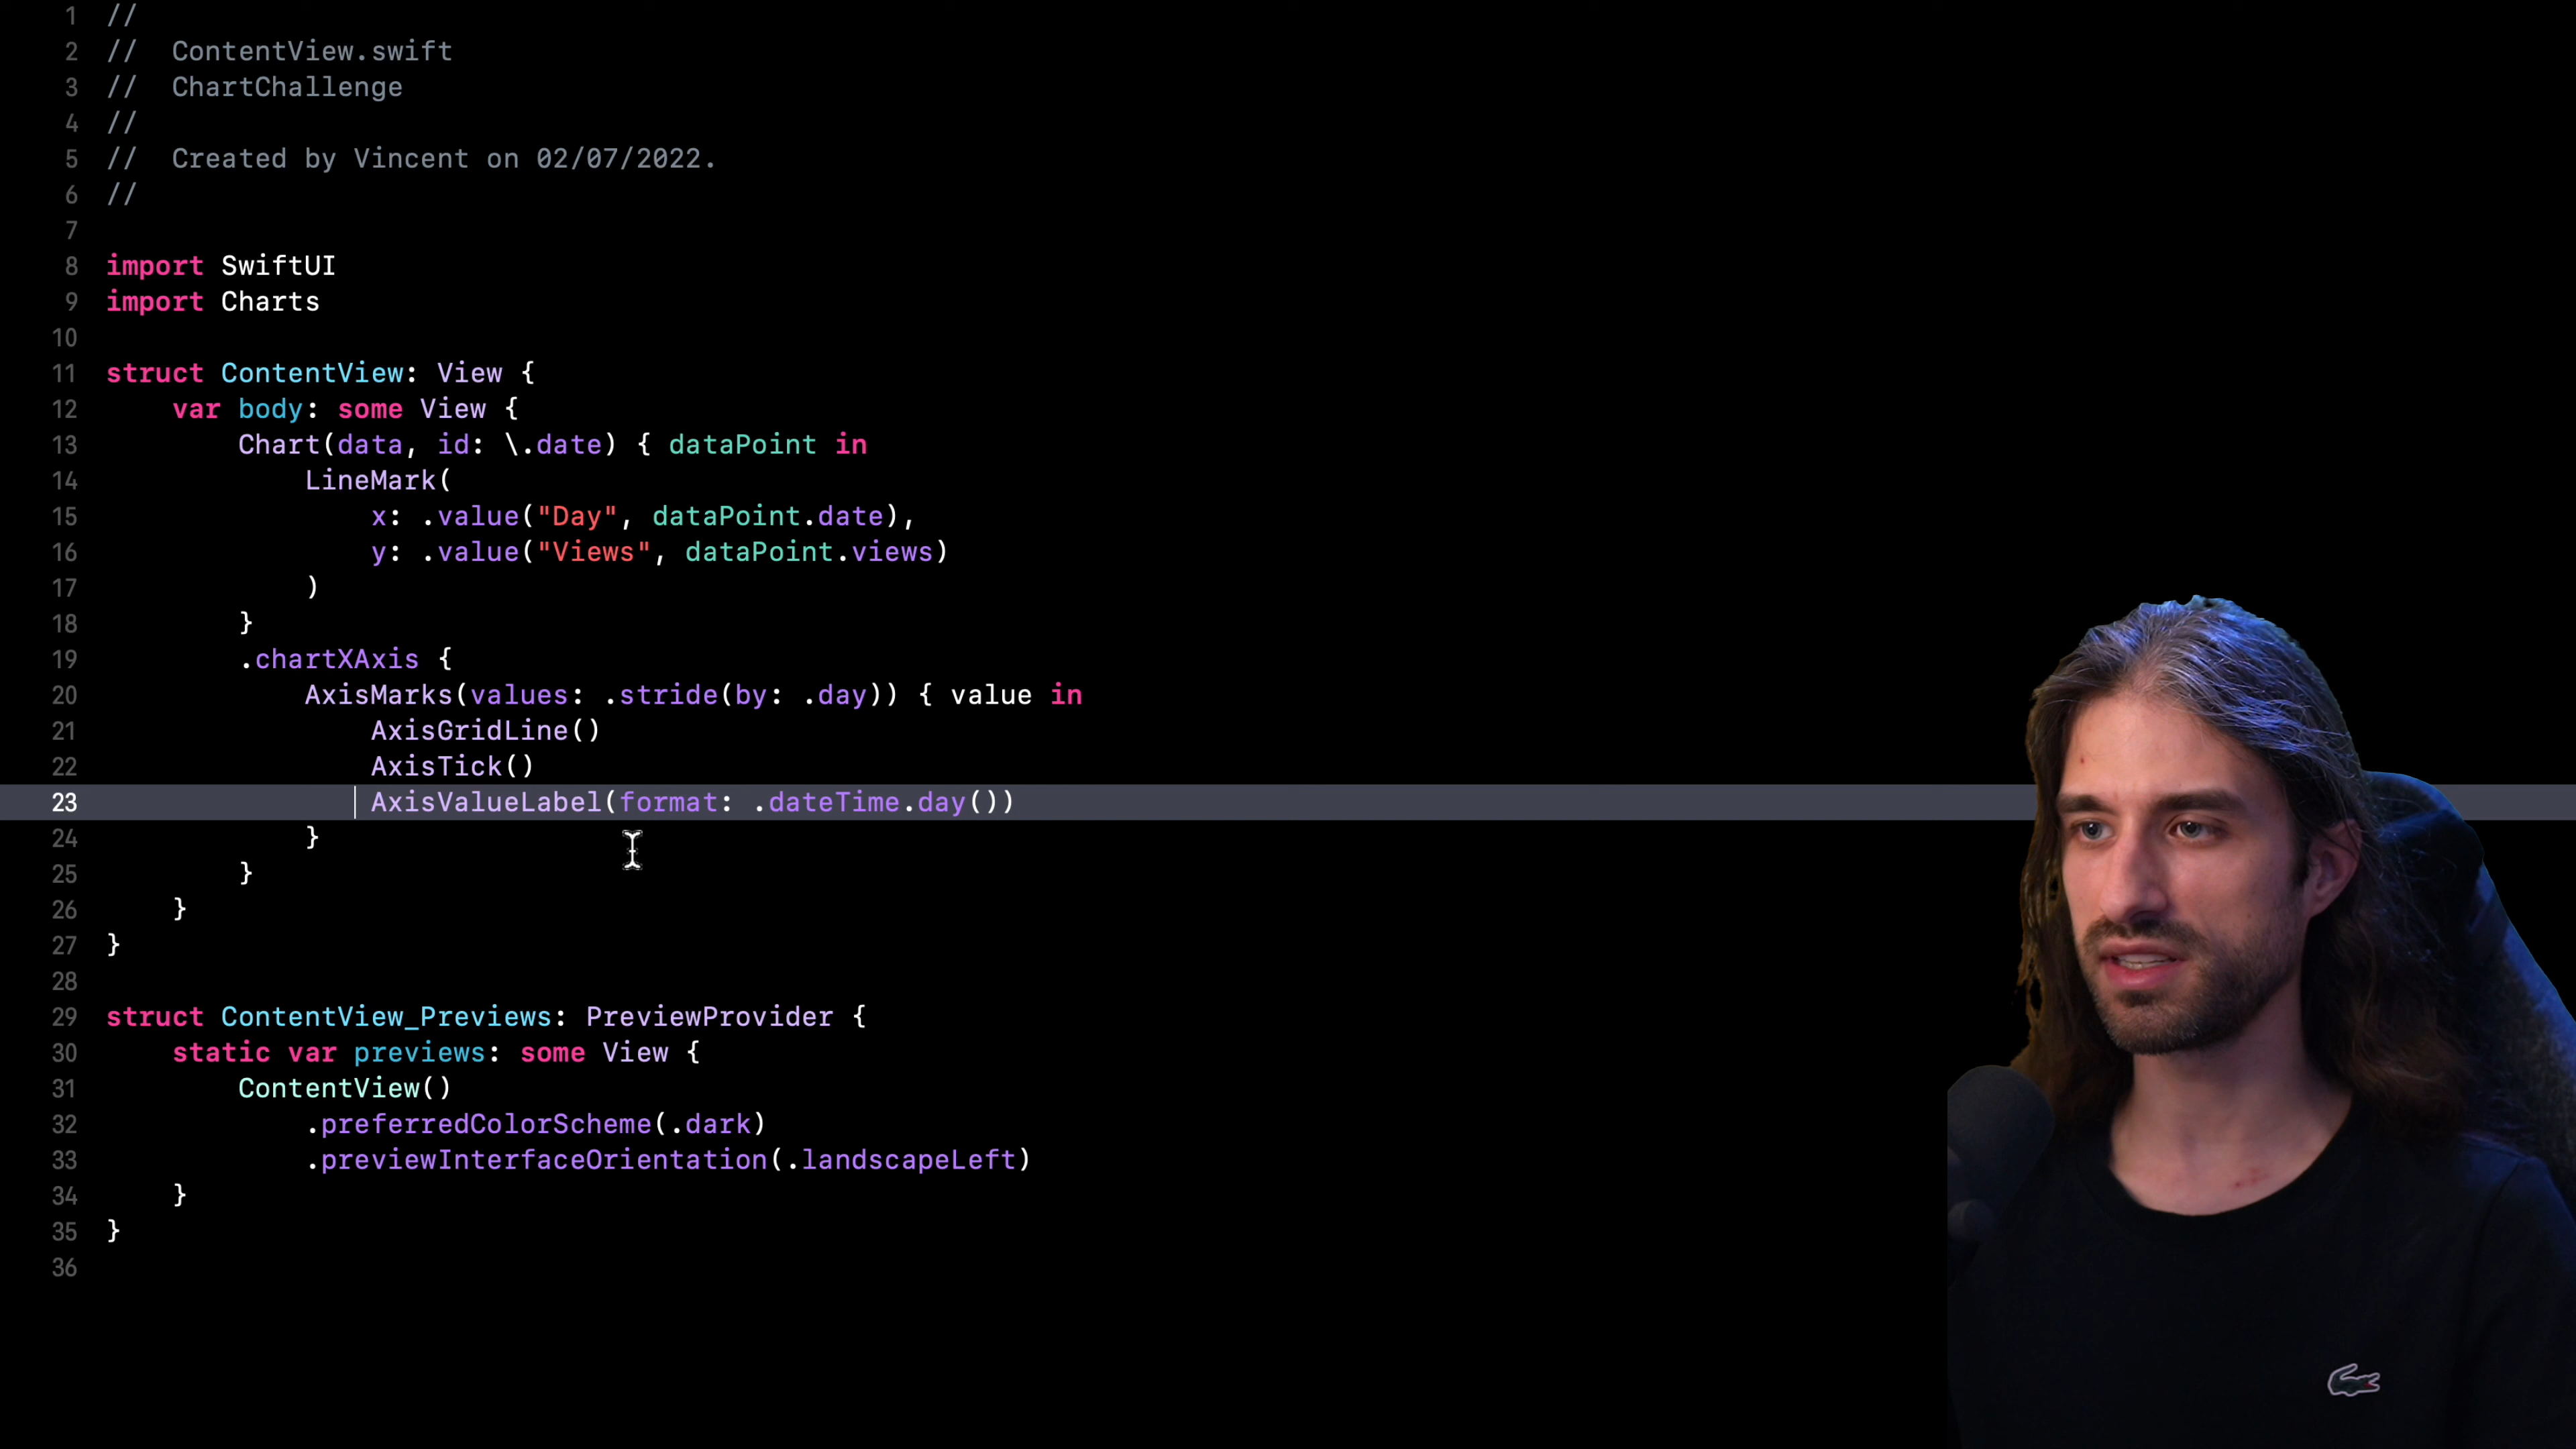 1 //
2 //  ContentView.swift
3 //  ChartChallenge
4 //
5 //  Created by Vincent on 02/07/2022.
6 //
7
8 import SwiftUI
9 import Charts
10
11 struct ContentView: View {
12     var body: some View {
13         Chart(data, id: \.date) { dataPoint in
14             LineMark(
15                 x: .value("Day", dataPoint.date),
16                 y: .value("Views", dataPoint.views)
17             )
18         }
19         .chartXAxis {
20             AxisMarks(values: .stride(by: .day)) { value in
21                 AxisGridLine()
22                 AxisTick()
23                 AxisValueLabel(format: .dateTime.day())
24             }
25         }
26     }
27 }
28
29 struct ContentView_Previews: PreviewProvider {
30     static var previews: some View {
31         ContentView()
32             .preferredColorScheme(.dark)
33             .previewInterfaceOrientation(.landscapeLeft)
34     }
35 }
36